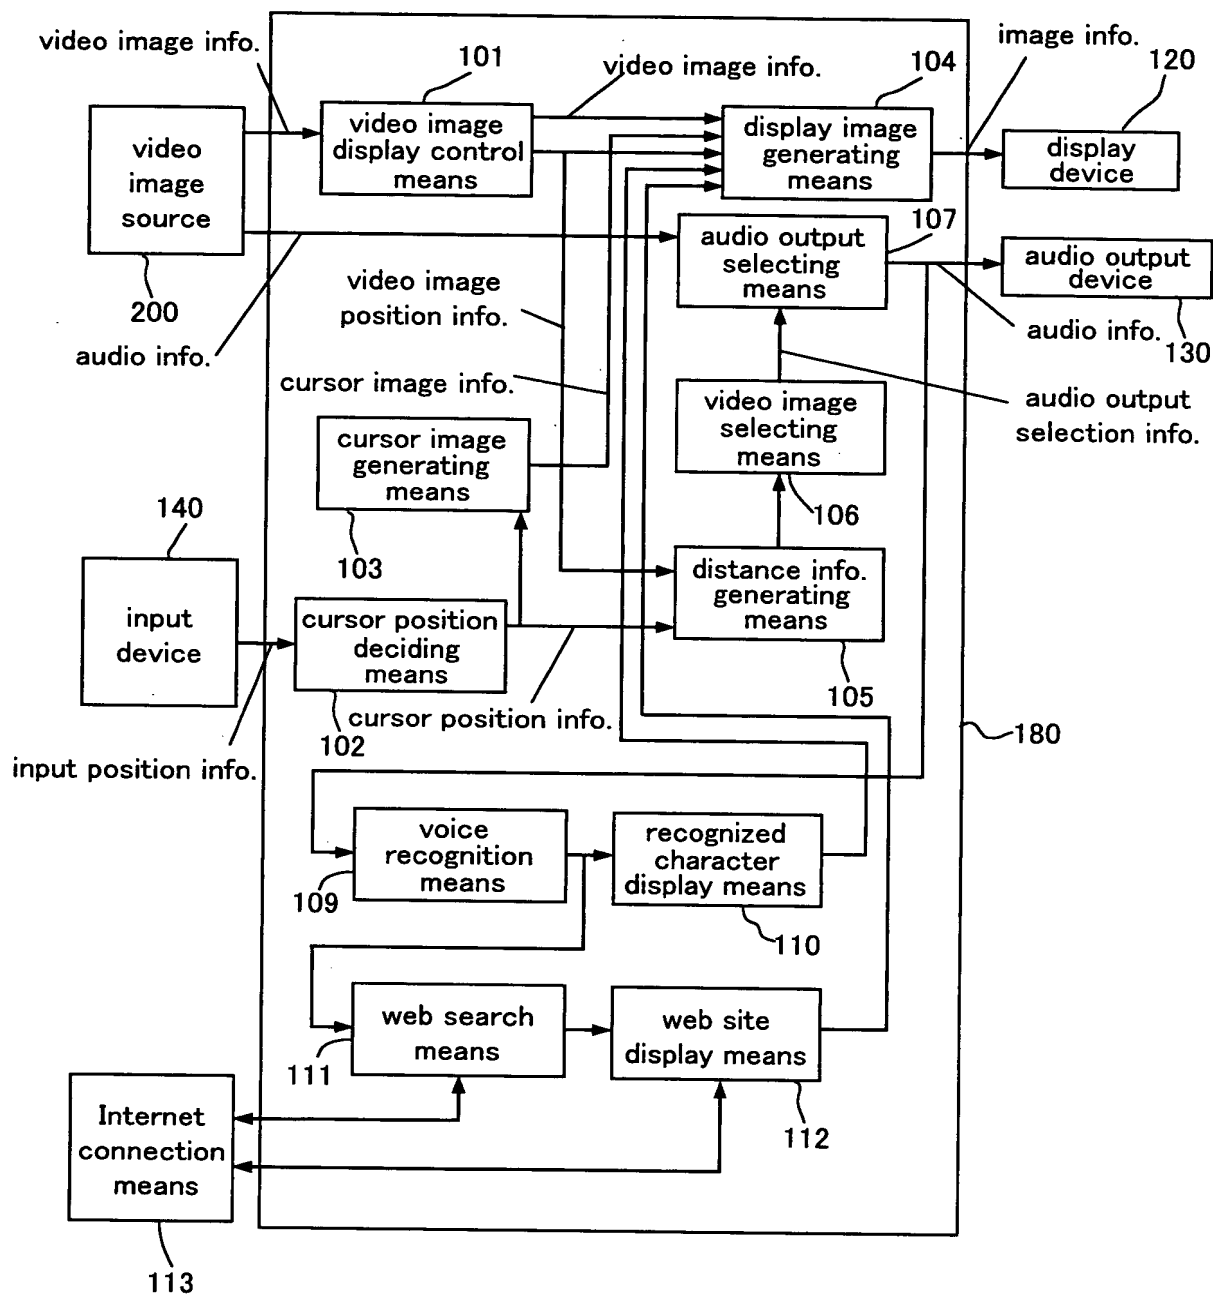 video image info.
image info.
101
video image info.
104
120
video
image
source
video image
display control
means
display image
generating
means
display
device
200
audio info.
video image
position info.
audio output
selecting
means
107
audio output
device
audio info.
130
cursor image info.
video image
selecting
means
audio output
selection info.
cursor image
generating
means
106
140
103
distance info.
generating
means
input
device
cursor position
deciding
means
105
102
cursor position info.
180
input position info.
voice
recognition
means
recognized
character
display means
109
110
web search
means
web site
display means
111
112
Internet
connection
means
113